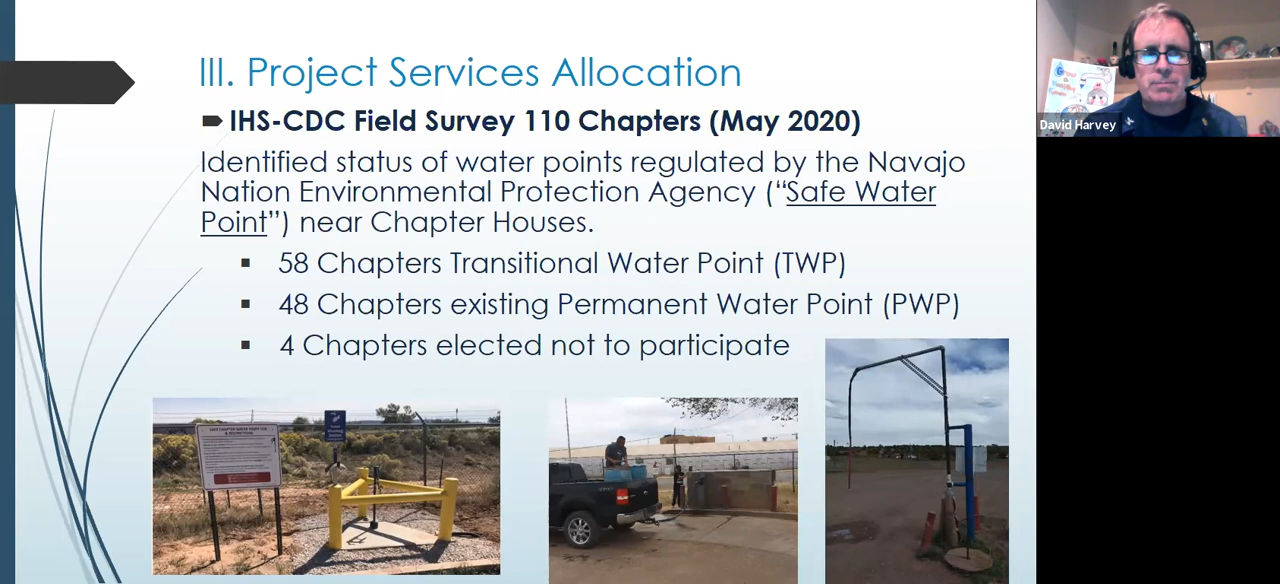 III. Project Services Allocation
IHS-CDC Field Survey 110 Chapters (May 2020)
Identified status of water points regulated by the Navajo
Nation Environmental Protection Agency (“Safe Water
Point”) near Chapter Houses.
58 Chapters Transitional Water Point (TWP)
48 Chapters existing Permanent Water Point (PWP)
4 Chapters elected not to participate
David Harvey